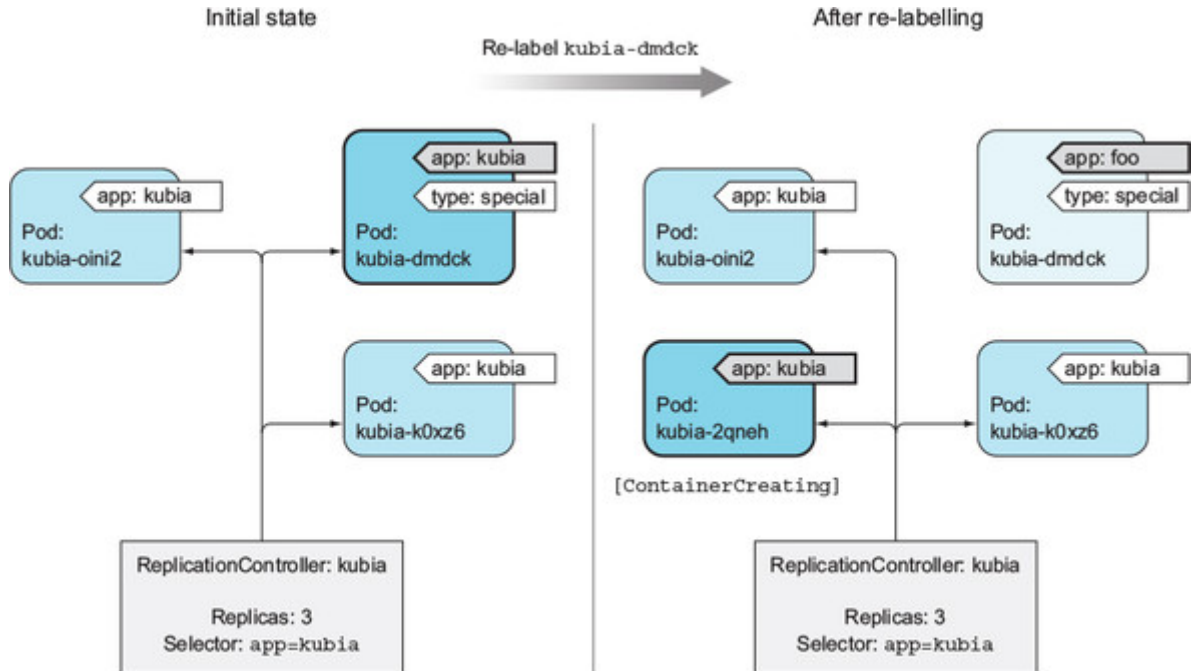 Initial state
After re-labelling
Re-label kubia-dmdck
app: kubia
Pod:
kubia-oini2
app: kubia
type: special
Pod:
kubia-dmdck
app: kubia
Pod:
kubia-k0xz6
ReplicationController: kubia
Replicas: 3
Selector: app=kubia
app: kubia
Pod:
kubia-oini2
app: foo
type: special
Pod:
kubia-dmdck
app: kubia
Pod:
kubia-2qneh
[ContainerCreating]
app: kubia
Pod:
kubia-k0xz6
ReplicationController: kubia
Replicas: 3
Selector: app=kubia